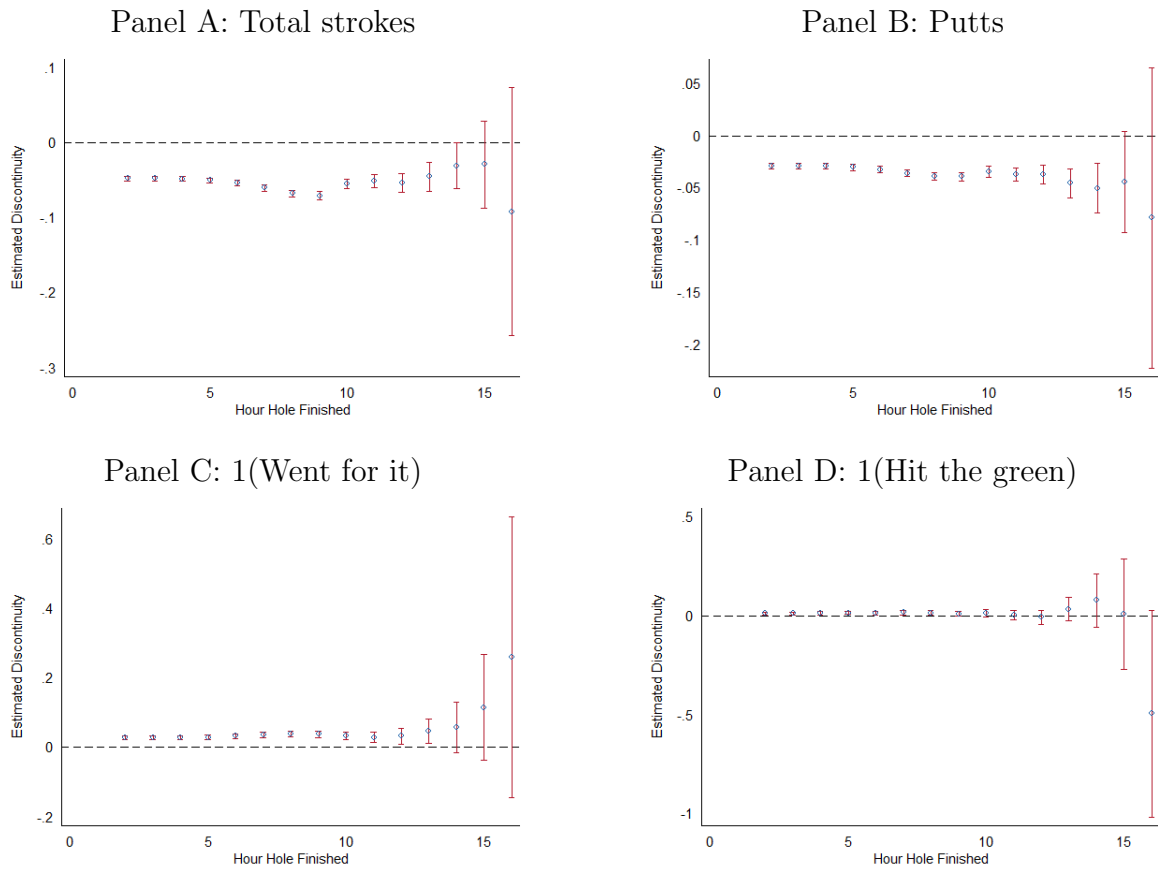 Panel A: Total strokes
.1
0
-.1
-.2
-.3
Estimated Discontinuity
0 5 10 15
Hour Hole Finished
Panel B: Putts
.05
0
-.05
-.1
-.15
-.2
Estimated Discontinuity
0 5 10 15
Hour Hole Finished
Panel C: 1(Went for it)
.6
.4
.2
0
-.2
Estimated Discontinuity
0 5 10 15
Hour Hole Finished
Panel D: 1(Hit the green)
.5
0
-.5
-1
Estimated Discontinuity
0 5 10 15
Hour Hole Finished